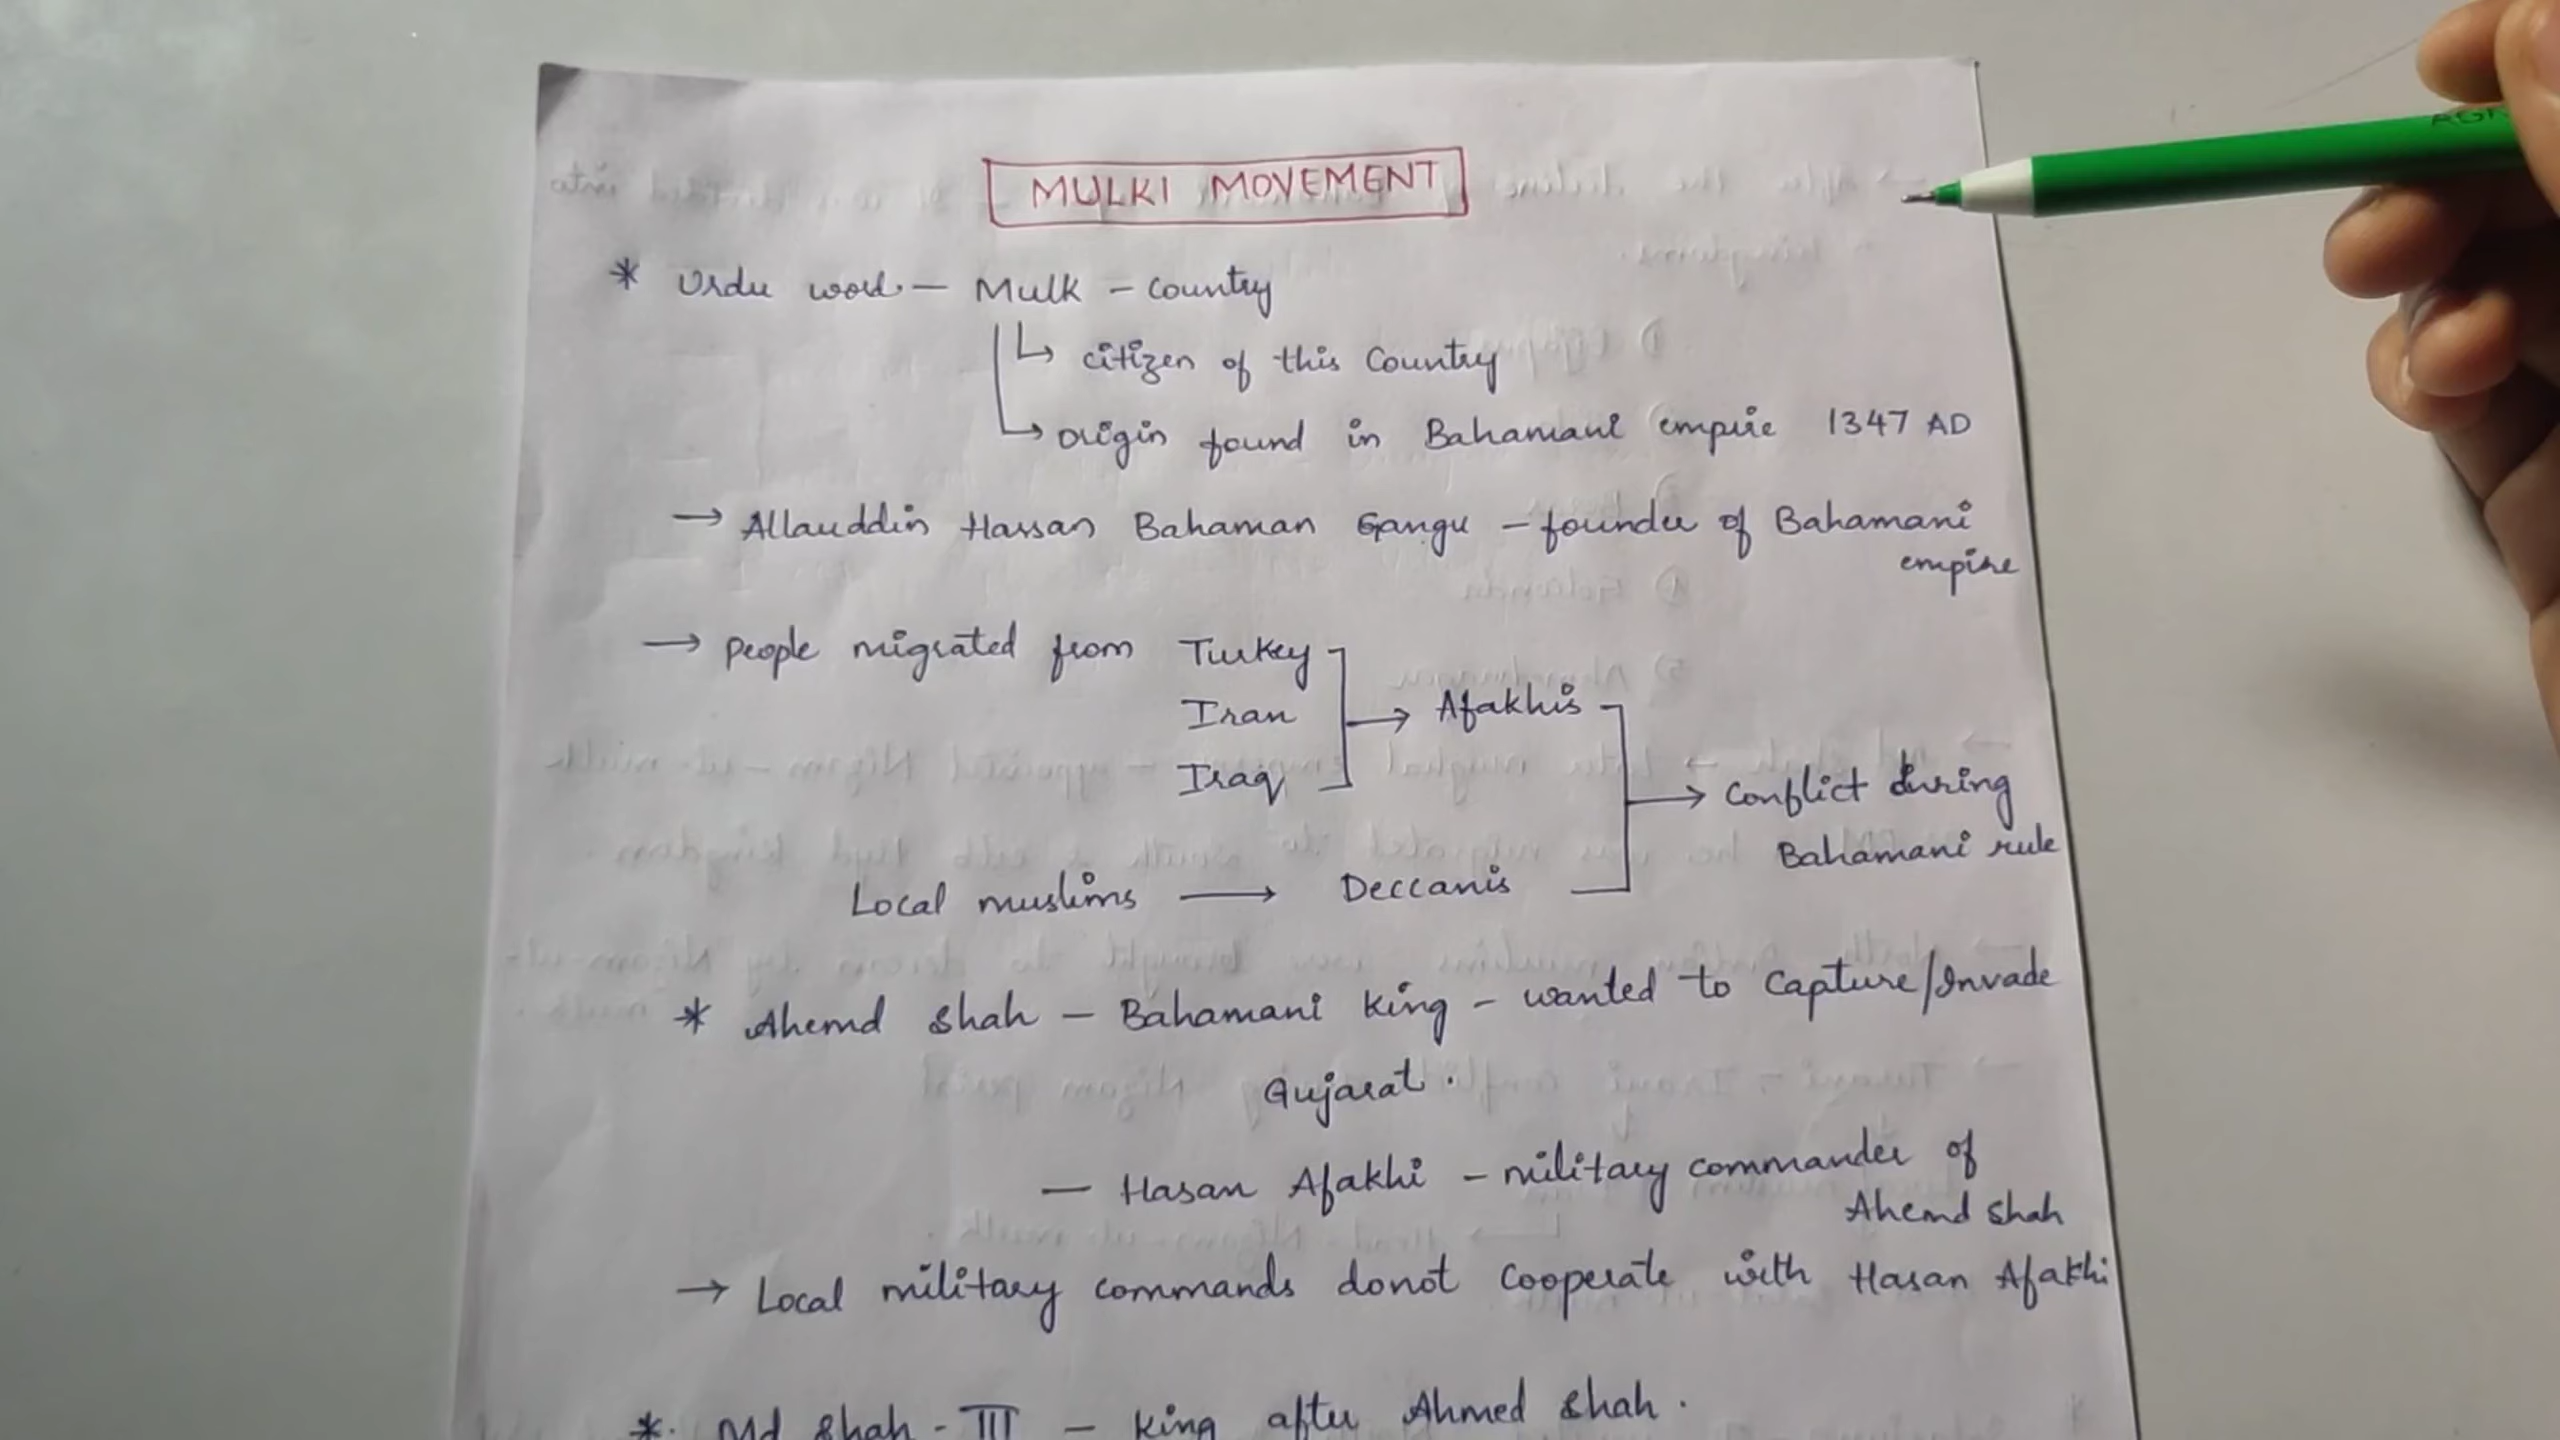 MULKI MOVEMENT
* Urdu word - Mulk - Country
↳ citizen of this Country
↳ Origin found in Bahamani empire 1347 AD
→ Allauddin Hassan Bahaman Gangu - founder of Bahamani
empire
→ People migrated from Turkey
Iran → Afakhis
Iraq
→ Conflict during
Bahamani rule
Local muslims → Deccanis
* Ahemd Shah - Bahamani King - wanted to Capture/Invade
Gujarat.
- Hasan Afakhi - military commander of
Ahemd Shah
→ Local military commands donot Cooperate with Hasan Afakhi
*. Md Shah - III - King after Ahmed Shah.